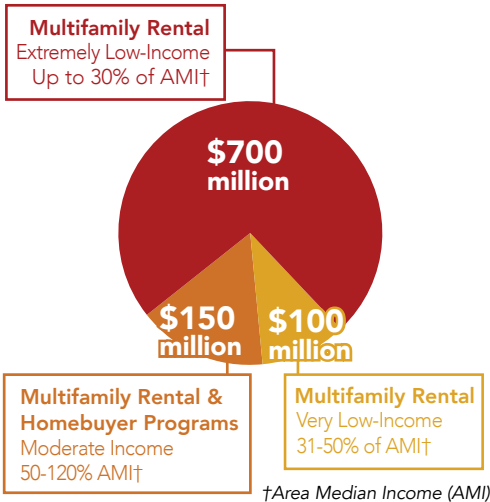 Multifamily Rental
Extremely Low-Income
Up to 30% of AMI†
$700
million
$150
million
$100
million
Multifamily Rental &
Homebuyer Programs
Moderate Income
50-120% AMI†
Multifamily Rental
Very Low-Income
31-50% of AMI†
†Area Median Income (AMI)